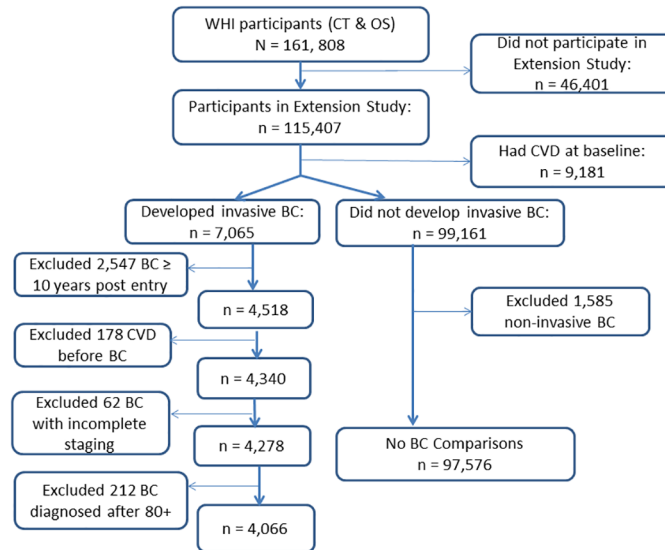 WHI participants (CT & OS)
N = 161, 808
Did not participate in
Extension Study:
n = 46,401
Participants in Extension Study:
n = 115,407
Had CVD at baseline:
n = 9,181
Developed invasive BC:
n = 7,065
Did not develop invasive BC:
n = 99,161
Excluded 2,547 BC ≥
10 years post entry
n = 4,518
Excluded 1,585
non-invasive BC
Excluded 178 CVD
before BC
n = 4,340
Excluded 62 BC
with incomplete
staging
n = 4,278
No BC Comparisons
n = 97,576
Excluded 212 BC
diagnosed after 80+
n = 4,066